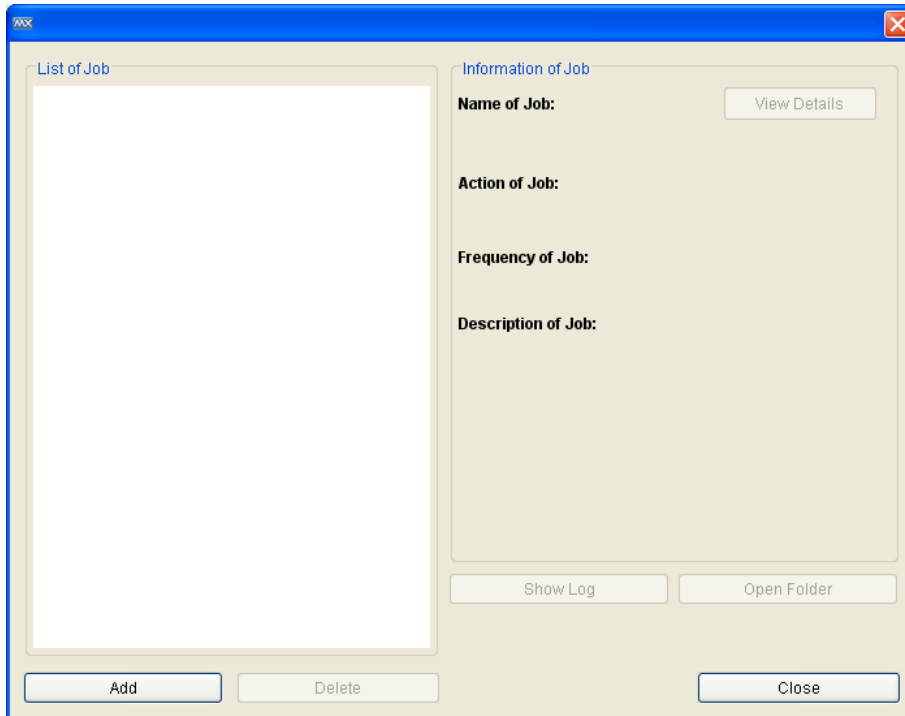 MX
List of Job
Information of Job
Name of Job:
View Details
Action of Job:
Frequency of Job:
Description of Job:
Show Log
Open Folder
Add
Delete
Close